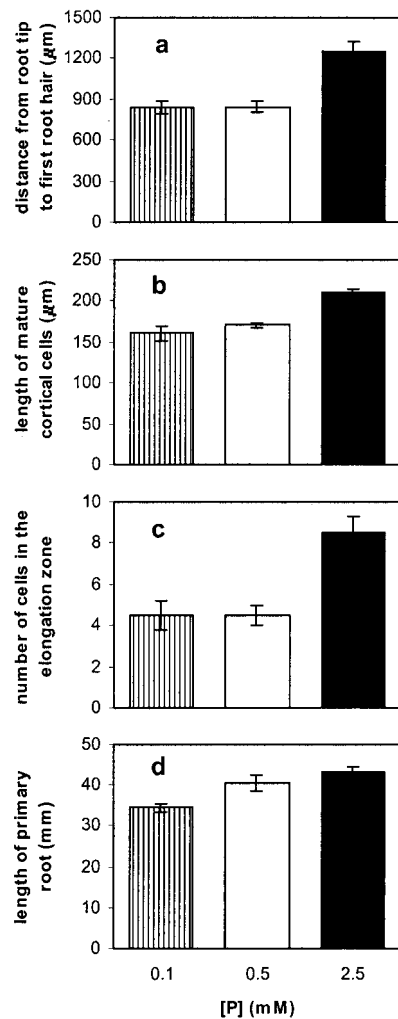 distance from root tip
to first root hair (μm)
1500
1200
900
600
300
0
a
length of mature
cortical cells (μm)
250
200
150
100
50
0
b
number of cells in the
elongation zone
10
8
6
4
2
0
c
length of primary
root (mm)
50
40
30
20
10
0
d
0.1 0.5 2.5
[P] (mM)